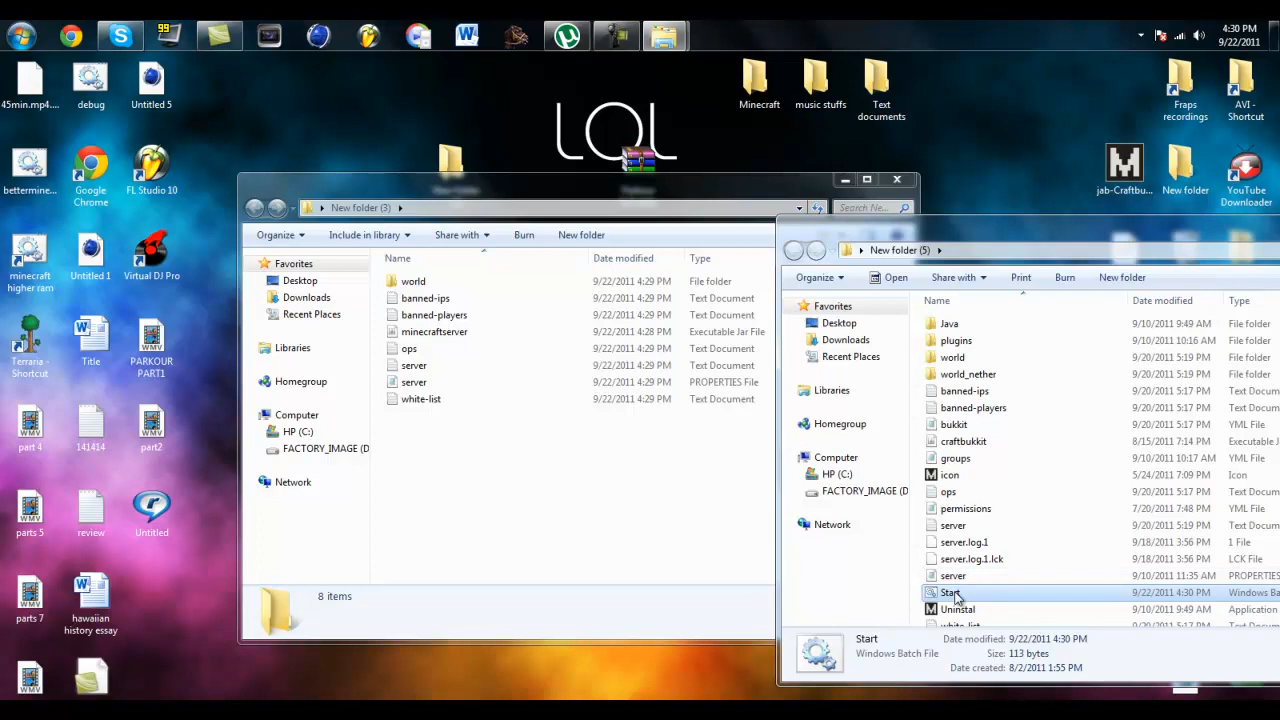 99
4:30 PM
9/22/2011
45min.mp4....
debug
Untitled 5
Minecraft
music stuffs
Text
documents
Fraps
recordings
AVI -
Shortcut
LOL
bettermine...
Google
Chrome
FL Studio 10
jab-Craftbu...
New folder
YouTube
Downloader
minecraft
higher ram
Untitled 1
Virtual DJ Pro
Terraria -
Shortcut
Title
PARKOUR
PART1
part 4
141414
part2
parts 5
review
Untitled
parts 7
hawaiian
history essay
New folder (3)
Search Ne...
Organize
Include in library
Share with
Burn
New folder
Name
Date modified
Type
Favorites
Desktop
Downloads
Recent Places
Libraries
Homegroup
Computer
HP (C:)
FACTORY_IMAGE (D
Network
world 9/22/2011 4:29 PM File folder
banned-ips 9/22/2011 4:29 PM Text Document
banned-players 9/22/2011 4:29 PM Text Document
minecraftserver 9/22/2011 4:28 PM Executable Jar File
ops 9/22/2011 4:29 PM Text Document
server 9/22/2011 4:29 PM Text Document
server 9/22/2011 4:29 PM PROPERTIES File
white-list 9/22/2011 4:29 PM Text Document
8 items
New folder (5)
Organize
Open
Share with
Print
Burn
New folder
Name
Date modified
Type
Favorites
Desktop
Downloads
Recent Places
Libraries
Homegroup
Computer
HP (C:)
FACTORY_IMAGE (D
Network
Java 9/10/2011 9:49 AM File folder
plugins 9/10/2011 10:16 AM File folder
world 9/20/2011 5:19 PM File folder
world_nether 9/20/2011 5:19 PM File folder
banned-ips 9/20/2011 5:17 PM Text Docum
banned-players 9/20/2011 5:17 PM Text Docum
bukkit 9/20/2011 5:17 PM YML File
craftbukkit 8/15/2011 7:14 PM Executable J
groups 9/10/2011 10:17 AM YML File
icon 5/24/2011 7:09 PM Icon
ops 9/20/2011 5:17 PM Text Docum
permissions 7/20/2011 7:48 PM YML File
server 9/20/2011 5:19 PM Text Docum
server.log.1 9/18/2011 3:56 PM 1 File
server.log.1.lck 9/18/2011 3:56 PM LCK File
server 9/10/2011 11:35 AM PROPERTIES
Start 9/22/2011 4:30 PM Windows Ba
Uninstal 9/10/2011 9:49 AM Application
white-list 9/20/2011 5:17 PM Text Docum
Start
Windows Batch File
Date modified: 9/22/2011 4:30 PM
Size: 113 bytes
Date created: 8/2/2011 1:55 PM